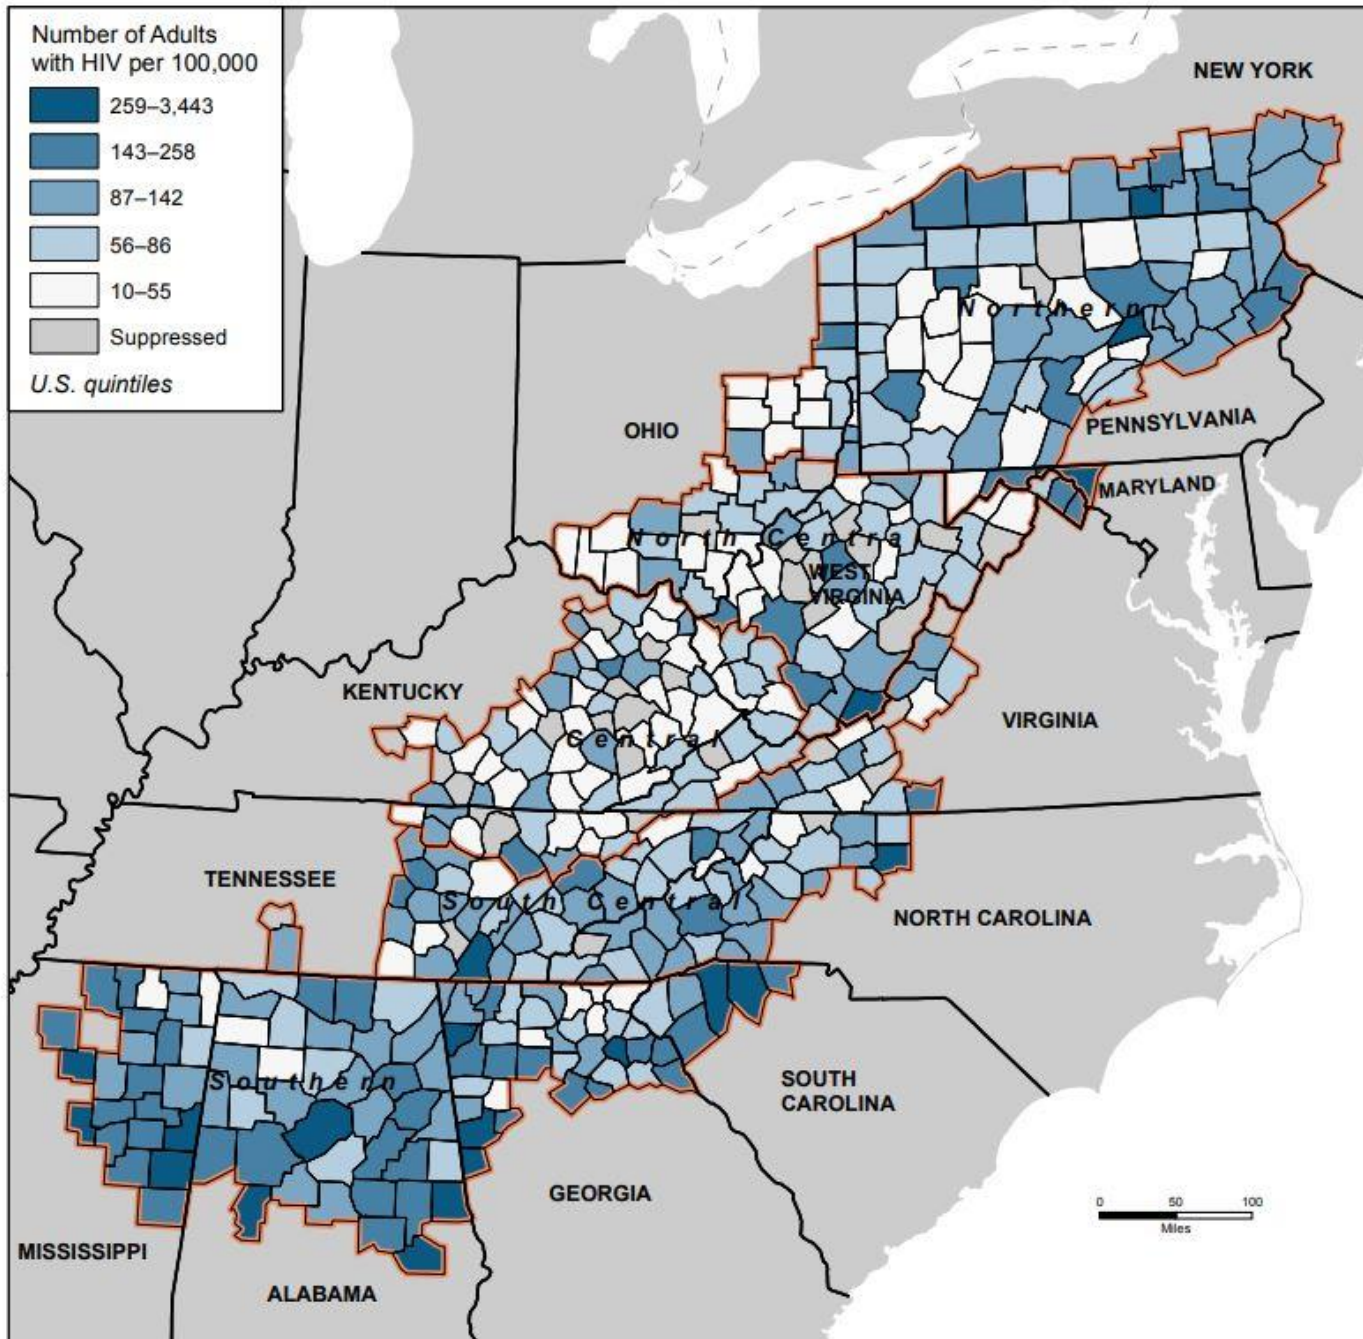 Number of Adults
with HIV per 100,000
259–3,443
143–258
87–142
56–86
10–55
Suppressed
U.S. quintiles
NEW YORK
Northern
PENNSYLVANIA
OHIO
MARYLAND
North Central
WEST
VIRGINIA
KENTUCKY
VIRGINIA
Central
TENNESSEE
South Central
NORTH CAROLINA
Southern
SOUTH
CAROLINA
GEORGIA
0 50 100
Miles
MISSISSIPPI
ALABAMA